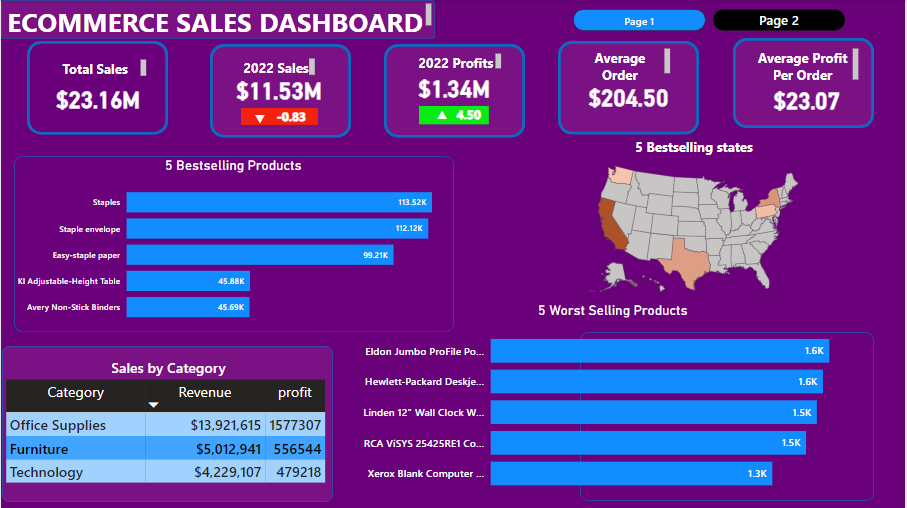 ECOMMERCE SALES DASHBOARD
Page 1
Page 2
Total Sales
$23.16M
2022 Sales
$11.53M
▼ -0.83
2022 Profits
$1.34M
▲ 4.50
Average
Order
$204.50
Average Profit
Per Order
$23.07
5 Bestselling Products
Staples
113.52K
Staple envelope
112.12K
Easy-staple paper
99.21K
KI Adjustable-Height Table
45.88K
Avery Non-Stick Binders
45.69K
5 Bestselling states
5 Worst Selling Products
Eldon Jumbo ProFile Po...
1.6K
Hewlett-Packard Deskje...
1.6K
Linden 12" Wall Clock W...
1.5K
RCA ViSYS 25425RE1 Co...
1.5K
Xerox Blank Computer ...
1.3K
Sales by Category
Category Revenue profit
Office Supplies $13,921,615 1577307
Furniture $5,012,941 556544
Technology $4,229,107 479218